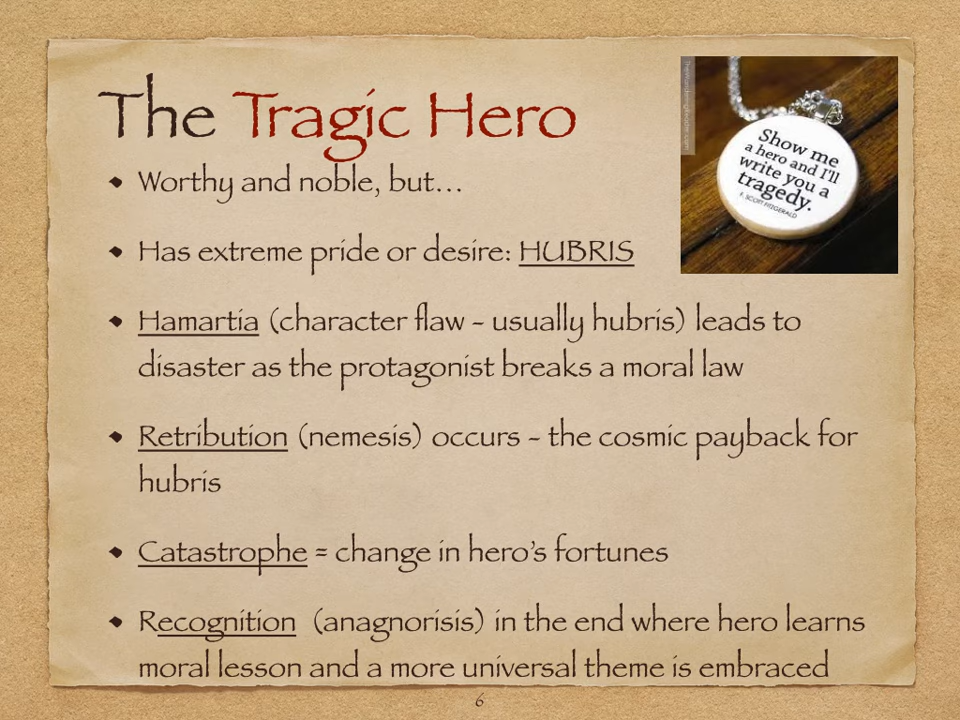 The Tragic Hero
Show me
a hero and I'll
write you a
tragedy.
F. SCOTT FITZGERALD
• Worthy and noble, but...
• Has extreme pride or desire: HUBRIS
• Hamartia (character flaw - usually hubris) leads to
disaster as the protagonist breaks a moral law
• Retribution (nemesis) occurs - the cosmic payback for
hubris
• Catastrophe = change in hero's fortunes
• Recognition (anagnorisis) in the end where hero learns
moral lesson and a more universal theme is embraced
6